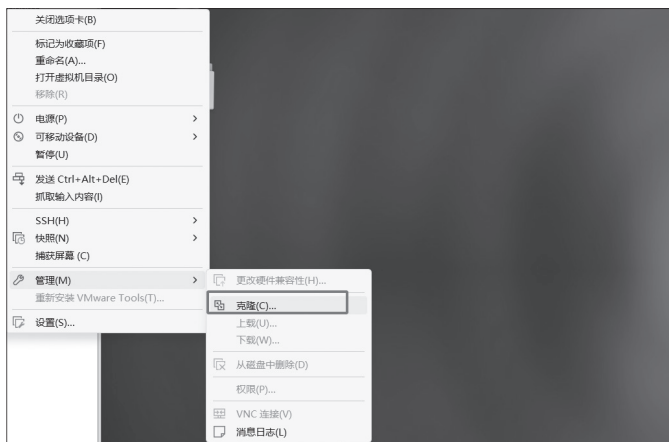 关闭选项卡(B)
标记为收藏项(F)
重命名(A)...
打开虚拟机目录(O)
移除(R)
电源(P)
可移动设备(D)
暂停(U)
发送 Ctrl+Alt+Del(E)
抓取输入内容(I)
SSH(H)
快照(N)
捕获屏幕 (C)
管理(M)
重新安装 VMware Tools(T)...
设置(S)...
更改硬件兼容性(H)...
克隆(C)...
上载(U)...
下载(W)...
从磁盘中删除(D)
权限(P)...
VNC 连接(V)
消息日志(L)